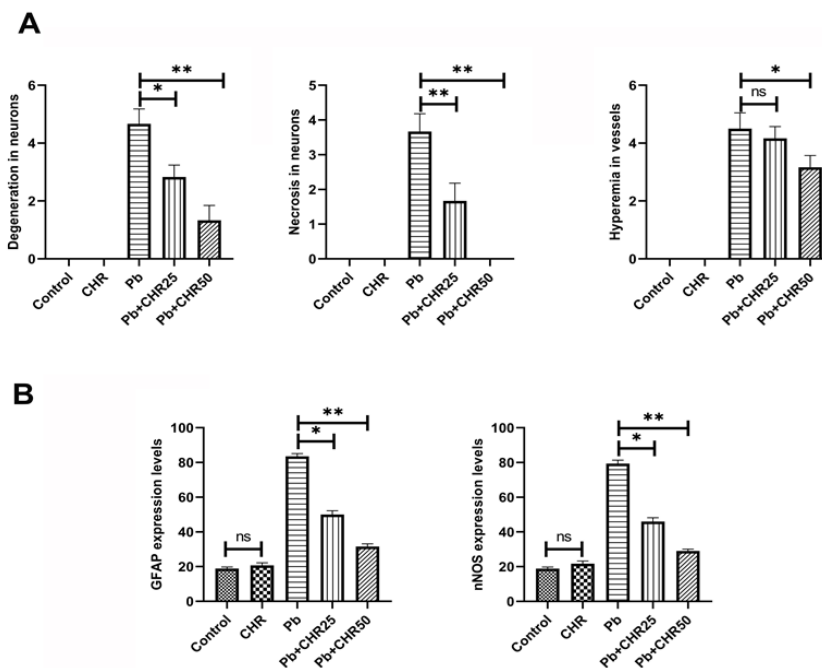 A
Degeneration in neurons
6
4
2
0
**
*
Control
CHR
Pb
Pb+CHR25
Pb+CHR50
Necrosis in neurons
5
4
3
2
1
0
**
**
Control
CHR
Pb
Pb+CHR25
Pb+CHR50
Hyperemia in vessels
6
4
2
0
*
ns
Control
CHR
Pb
Pb+CHR25
Pb+CHR50
B
GFAP expression levels
100
80
60
40
20
0
**
*
ns
Control
CHR
Pb
Pb+CHR25
Pb+CHR50
nNOS expression levels
100
80
60
40
20
0
**
*
ns
Control
CHR
Pb
Pb+CHR25
Pb+CHR50